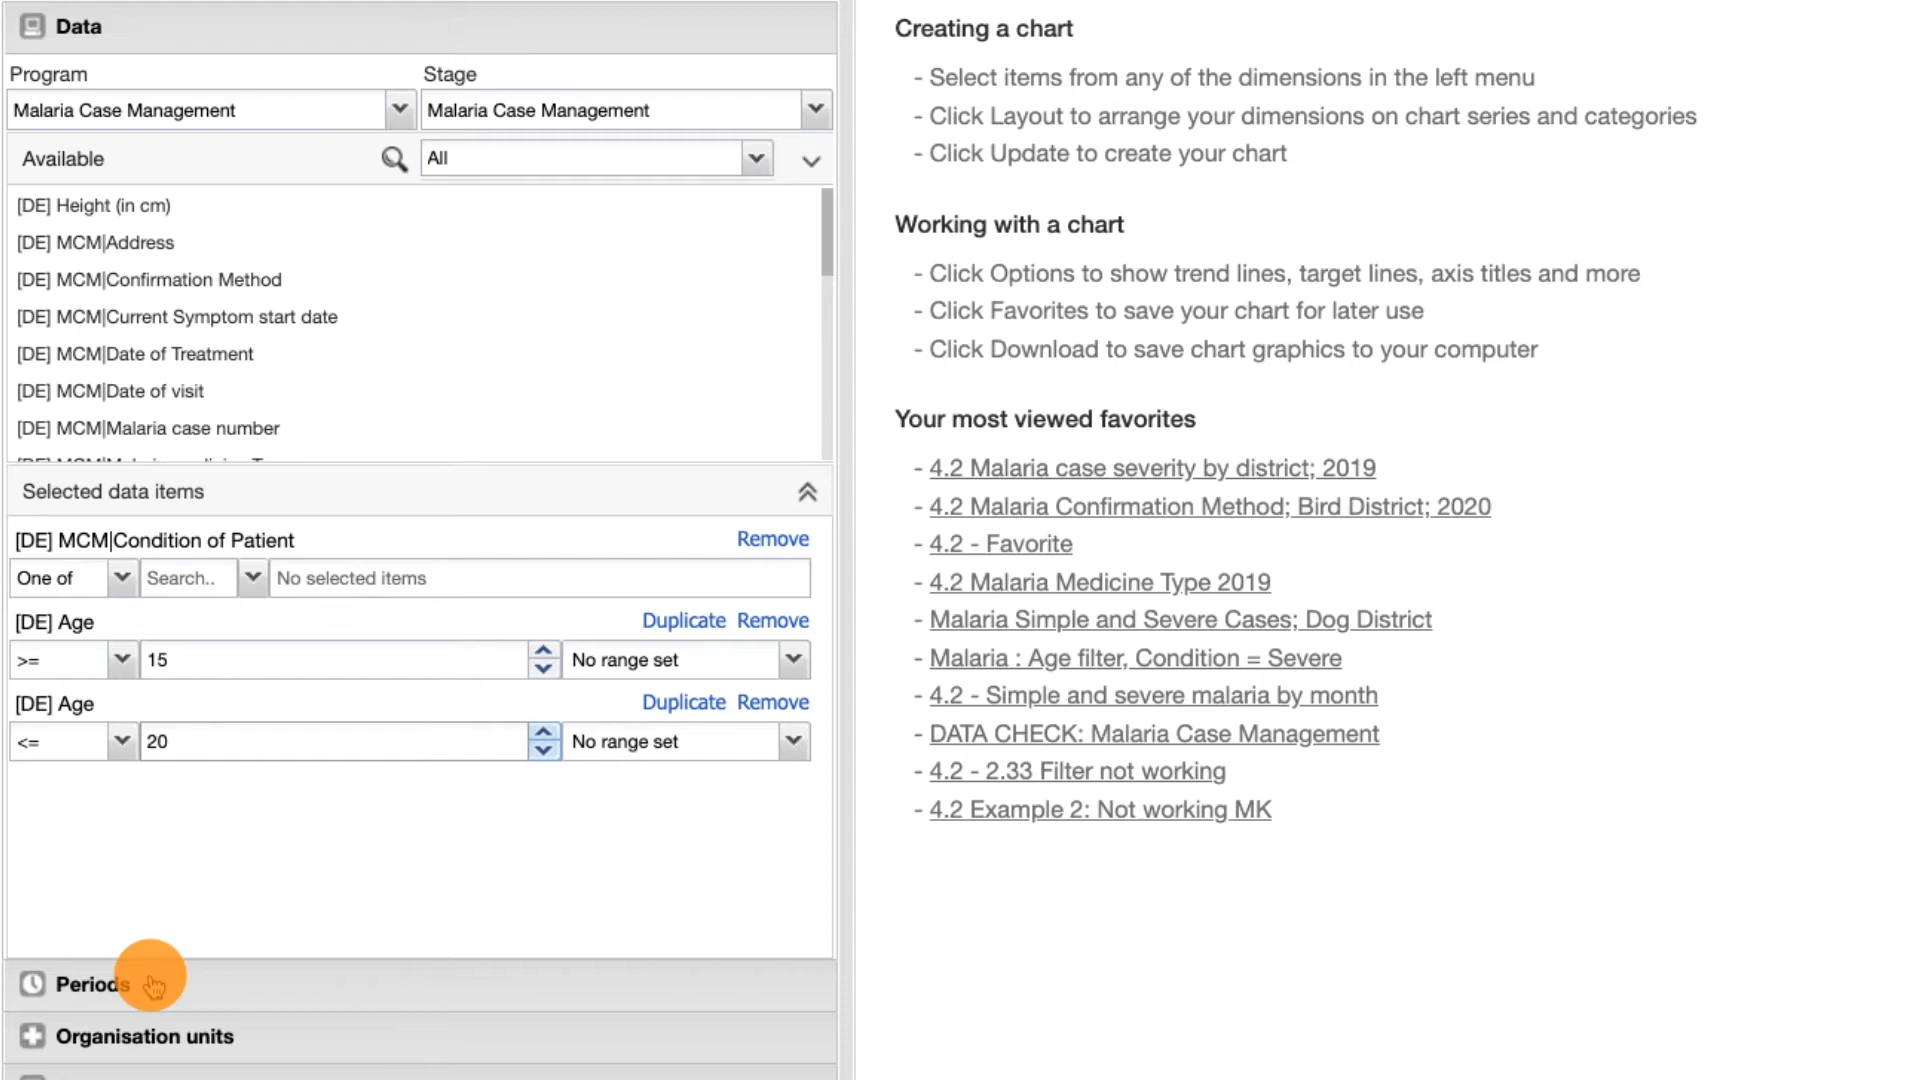 Data
Program
Stage
Malaria Case Management
Malaria Case Management
Available
All
[DE] Height (in cm)
[DE] MCM|Address
[DE] MCM|Confirmation Method
[DE] MCM|Current Symptom start date
[DE] MCM|Date of Treatment
[DE] MCM|Date of visit
[DE] MCM|Malaria case number
Selected data items
[DE] MCM|Condition of Patient Remove
One of Search.. No selected items
[DE] Age Duplicate Remove
>= 15 No range set
[DE] Age Duplicate Remove
<= 20 No range set
Periods
Organisation units
Creating a chart
- Select items from any of the dimensions in the left menu
- Click Layout to arrange your dimensions on chart series and categories
- Click Update to create your chart
Working with a chart
- Click Options to show trend lines, target lines, axis titles and more
- Click Favorites to save your chart for later use
- Click Download to save chart graphics to your computer
Your most viewed favorites
- 4.2 Malaria case severity by district; 2019
- 4.2 Malaria Confirmation Method; Bird District; 2020
- 4.2 - Favorite
- 4.2 Malaria Medicine Type 2019
- Malaria Simple and Severe Cases; Dog District
- Malaria : Age filter, Condition = Severe
- 4.2 - Simple and severe malaria by month
- DATA CHECK: Malaria Case Management
- 4.2 - 2.33 Filter not working
- 4.2 Example 2: Not working MK